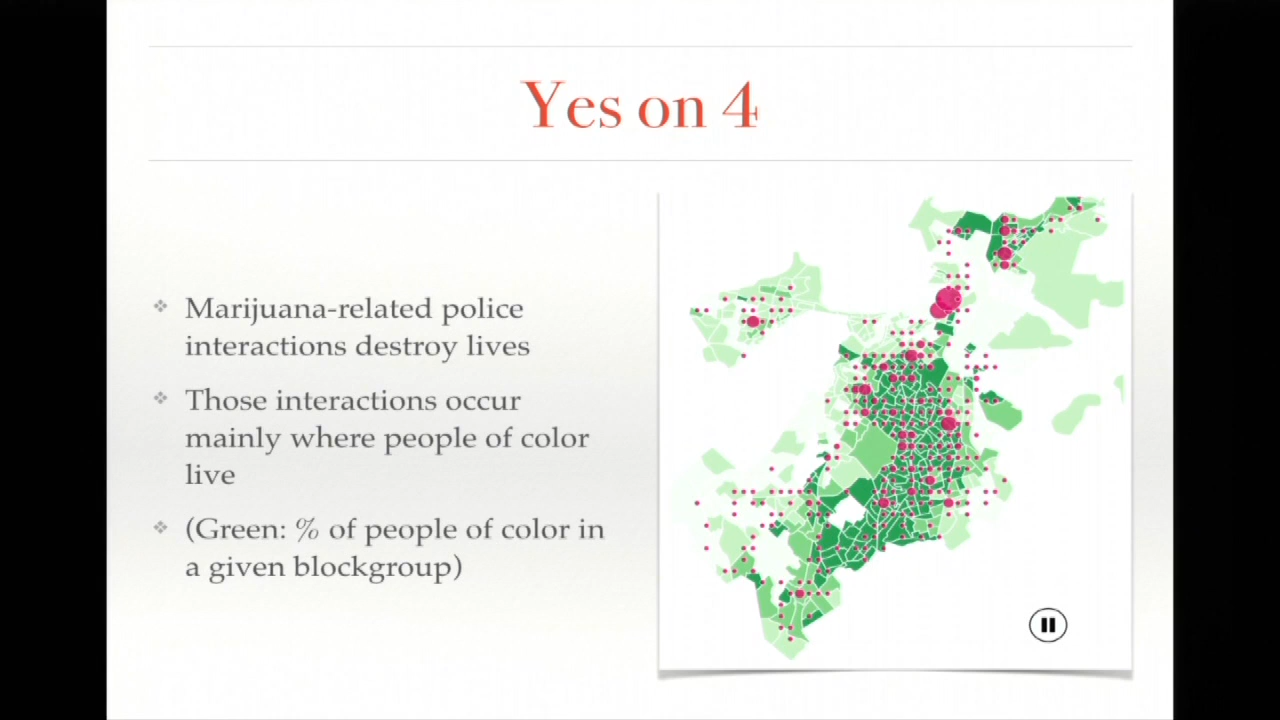 Yes on 4
Marijuana-related police
interactions destroy lives
Those interactions occur
mainly where people of color
live
(Green: % of people of color in
a given blockgroup)